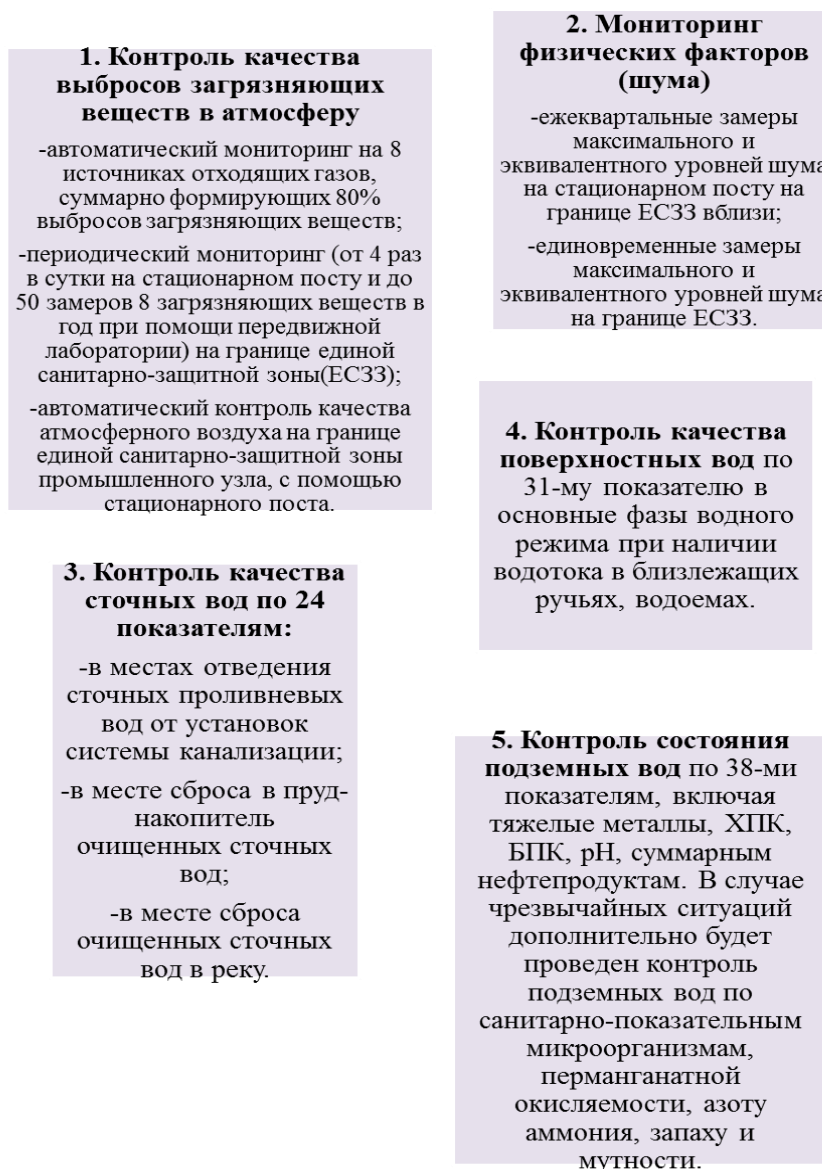 1. Контроль качества
выбросов загрязняющих
веществ в атмосферу
-автоматический мониторинг на 8
источниках отходящих газов,
суммарно формирующих 80%
выбросов загрязняющих веществ;
-периодический мониторинг (от 4 раз
в сутки на стационарном посту и до
50 замеров 8 загрязняющих веществ в
год при помощи передвижной
лаборатории) на границе единой
санитарно-защитной зоны(ЕСЗЗ);
-автоматический контроль качества
атмосферного воздуха на границе
единой санитарно-защитной зоны
промышленного узла, с помощью
стационарного поста.
2. Мониторинг
физических факторов
(шума)
-ежеквартальные замеры
максимального и
эквивалентного уровней шума
на стационарном посту на
границе ЕСЗЗ вблизи;
-единовременные замеры
максимального и
эквивалентного уровней шума
на границе ЕСЗЗ.
3. Контроль качества
сточных вод по 24
показателям:
-в местах отведения
сточных проливневых
вод от установок
системы канализации;
-в месте сброса в пруд-
накопитель
очищенных сточных
вод;
-в месте сброса
очищенных сточных
вод в реку.
4. Контроль качества
поверхностных вод по
31-му показателю в
основные фазы водного
режима при наличии
водотока в близлежащих
ручьях, водоемах.
5. Контроль состояния
подземных вод по 38-ми
показателям, включая
тяжелые металлы, ХПК,
БПК, pH, суммарным
нефтепродуктам. В случае
чрезвычайных ситуаций
дополнительно будет
проведен контроль
подземных вод по
санитарно-показательным
микроорганизмам,
перманганатной
окисляемости, азоту
аммония, запаху и
мутности.